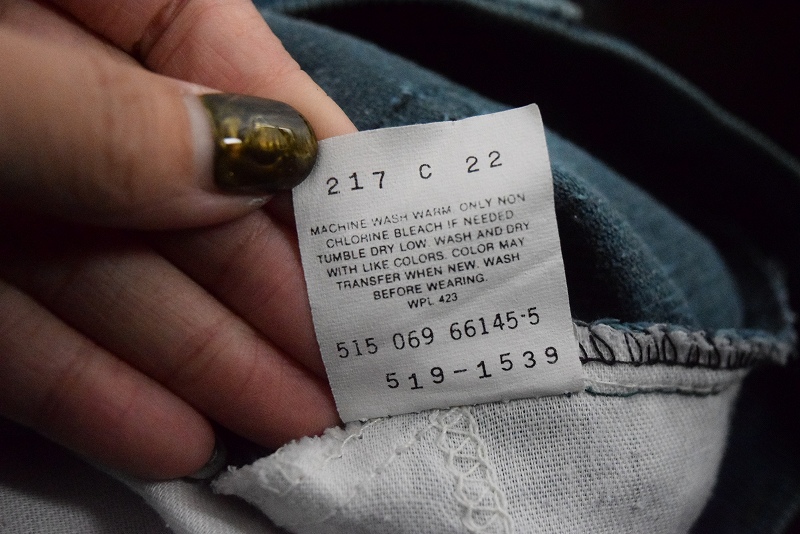 217 C 22
MACHINE WASH WARM. ONLY NON
CHLORINE BLEACH IF NEEDED.
TUMBLE DRY LOW. WASH AND DRY
WITH LIKE COLORS. COLOR MAY
TRANSFER WHEN NEW. WASH
BEFORE WEARING.
WPL 423
515 069 66145-5
519-1539